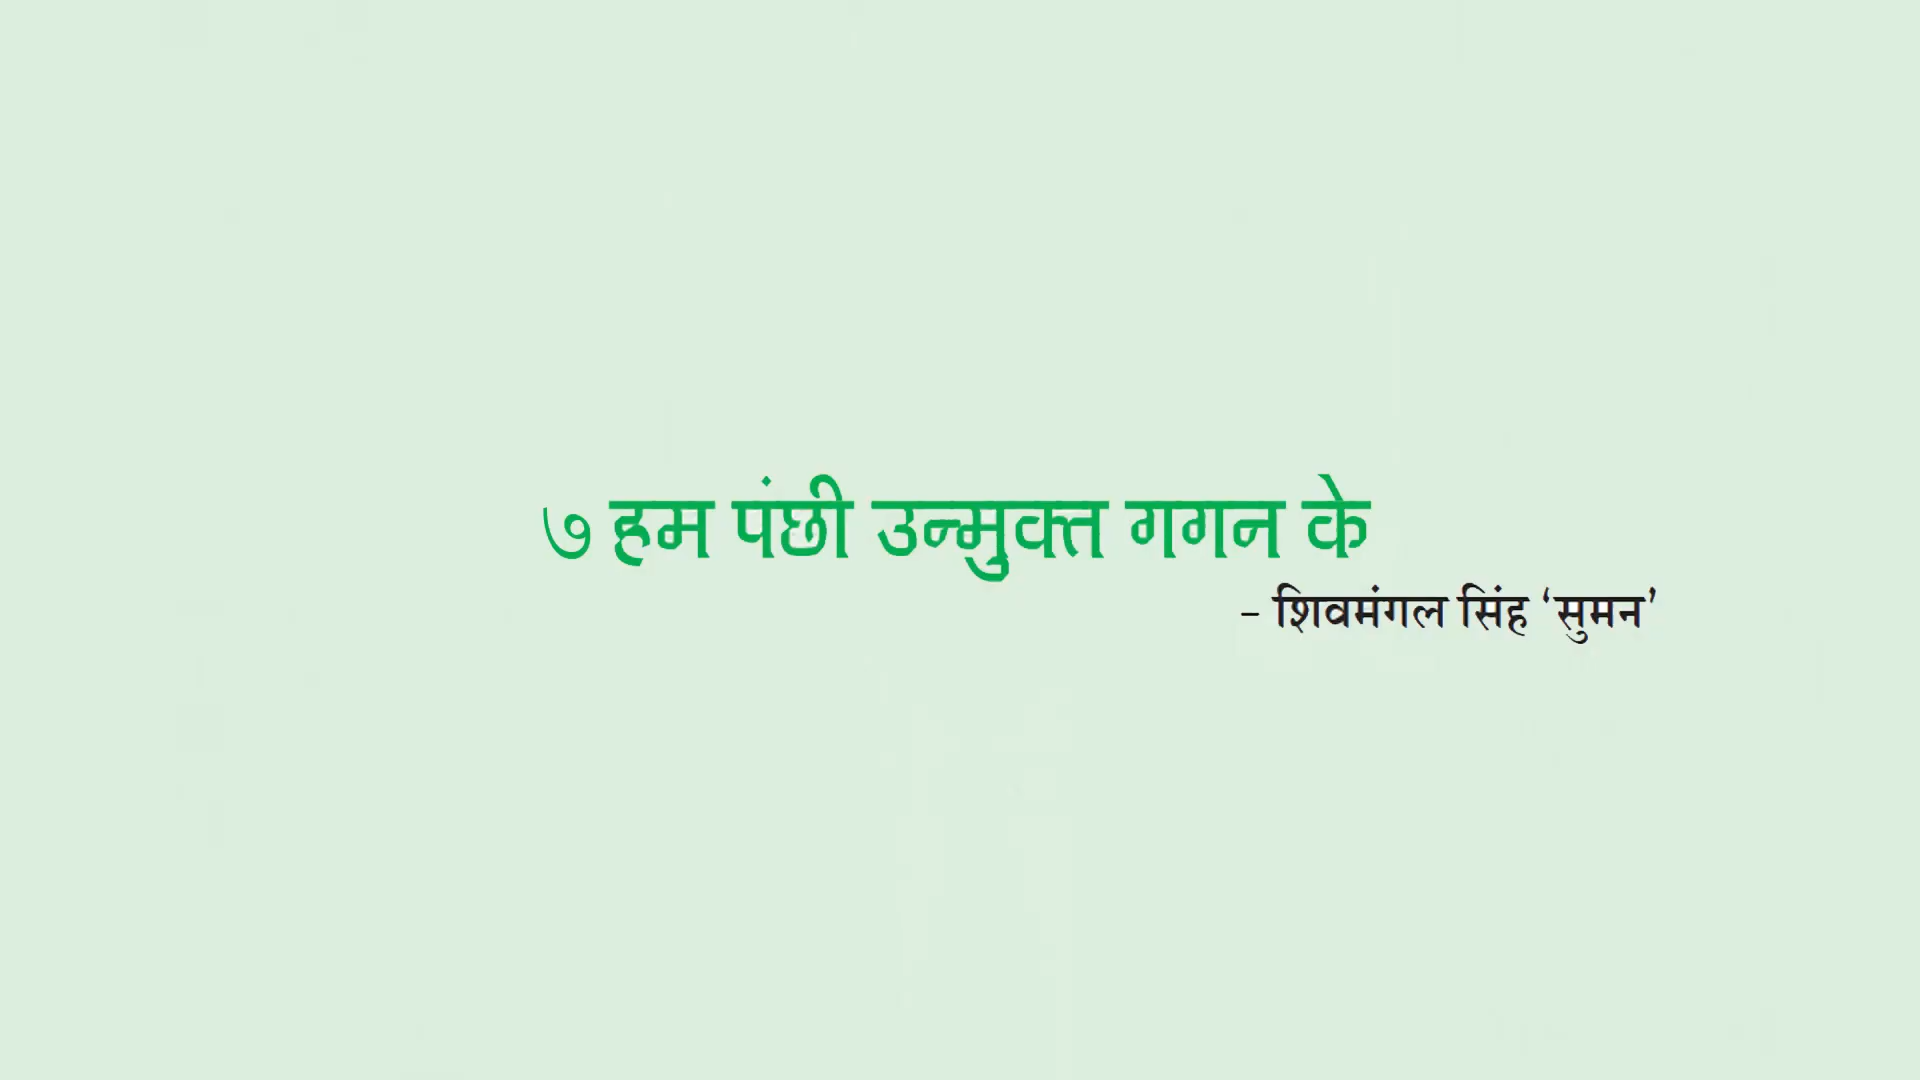 ७ हम पंछी उन्मुक्त गगन के
– शिवमंगल सिंह ‘सुमन’